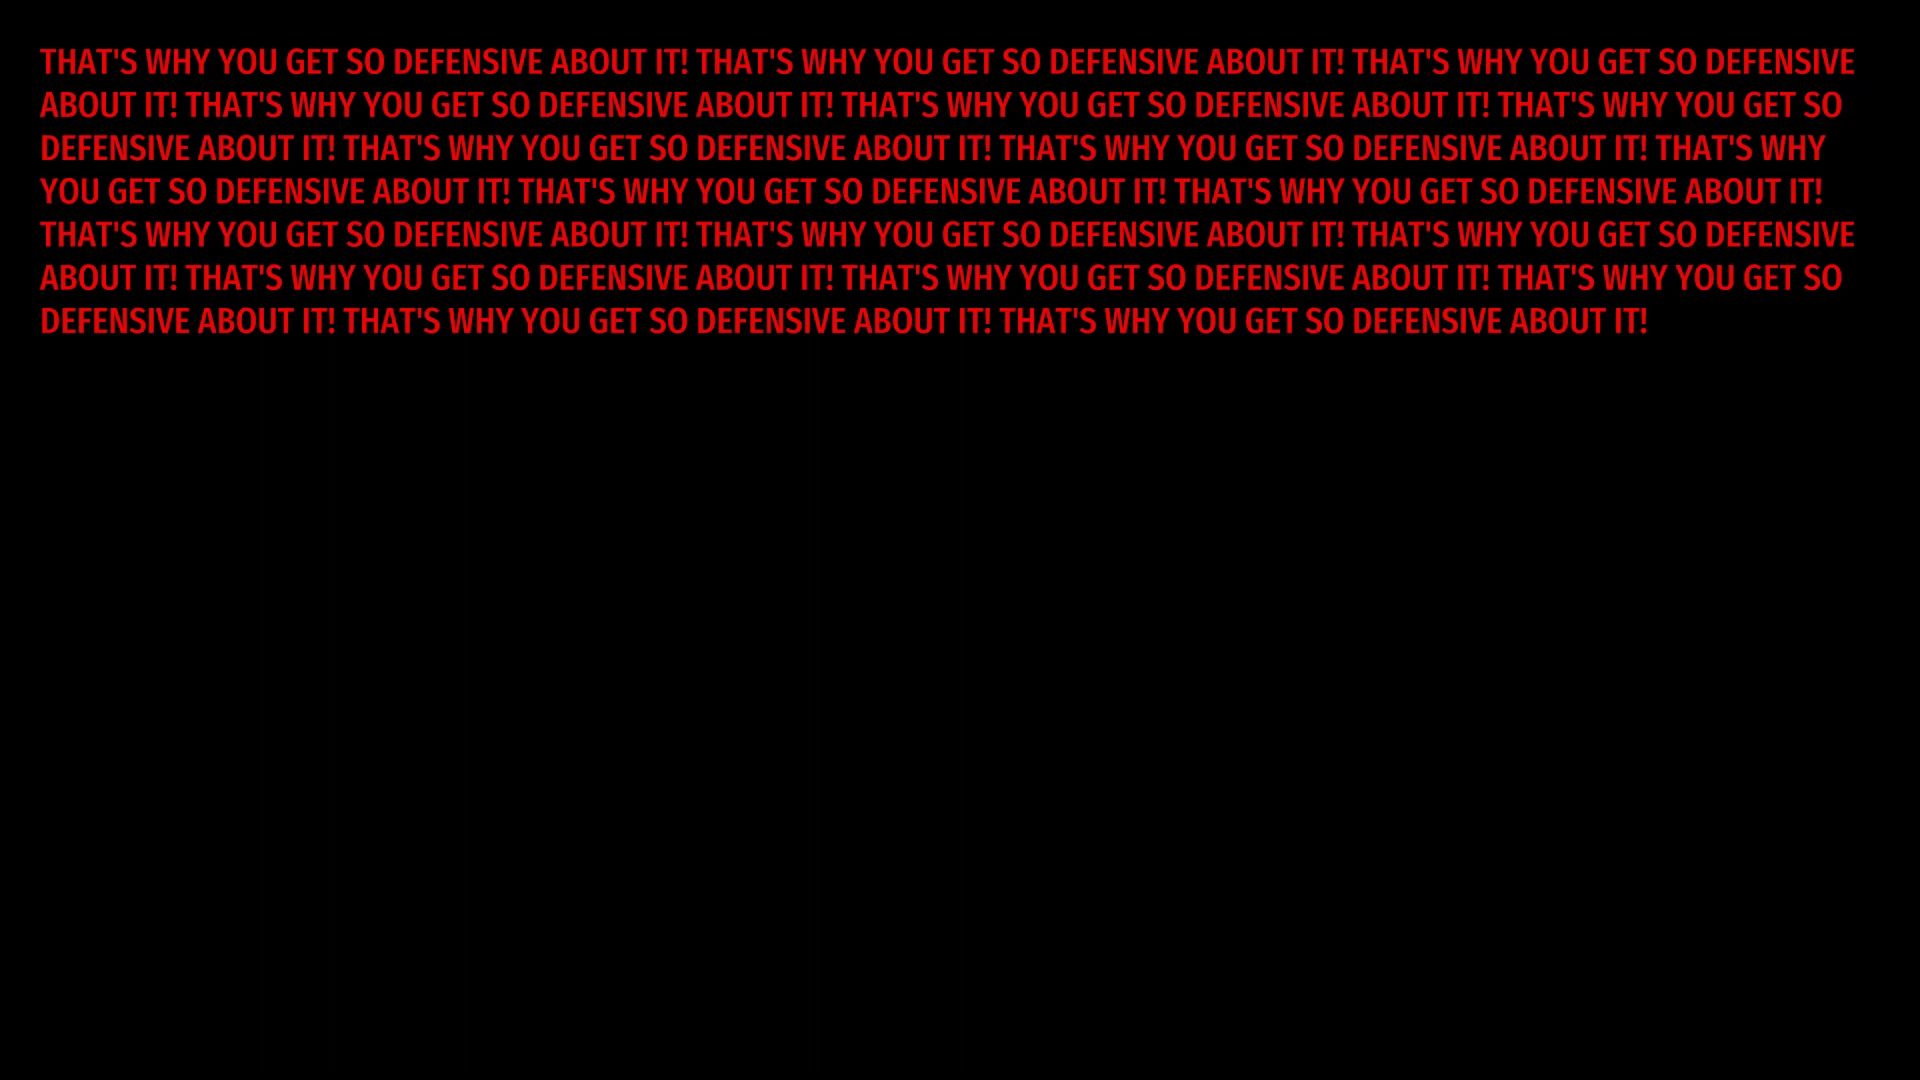 THAT'S WHY YOU GET SO DEFENSIVE ABOUT IT! THAT'S WHY YOU GET SO DEFENSIVE ABOUT IT! THAT'S WHY YOU GET SO DEFENSIVE
ABOUT IT! THAT'S WHY YOU GET SO DEFENSIVE ABOUT IT! THAT'S WHY YOU GET SO DEFENSIVE ABOUT IT! THAT'S WHY YOU GET SO
DEFENSIVE ABOUT IT! THAT'S WHY YOU GET SO DEFENSIVE ABOUT IT! THAT'S WHY YOU GET SO DEFENSIVE ABOUT IT! THAT'S WHY
YOU GET SO DEFENSIVE ABOUT IT! THAT'S WHY YOU GET SO DEFENSIVE ABOUT IT! THAT'S WHY YOU GET SO DEFENSIVE ABOUT IT!
THAT'S WHY YOU GET SO DEFENSIVE ABOUT IT! THAT'S WHY YOU GET SO DEFENSIVE ABOUT IT! THAT'S WHY YOU GET SO DEFENSIVE
ABOUT IT! THAT'S WHY YOU GET SO DEFENSIVE ABOUT IT! THAT'S WHY YOU GET SO DEFENSIVE ABOUT IT! THAT'S WHY YOU GET SO
DEFENSIVE ABOUT IT! THAT'S WHY YOU GET SO DEFENSIVE ABOUT IT! THAT'S WHY YOU GET SO DEFENSIVE ABOUT IT!